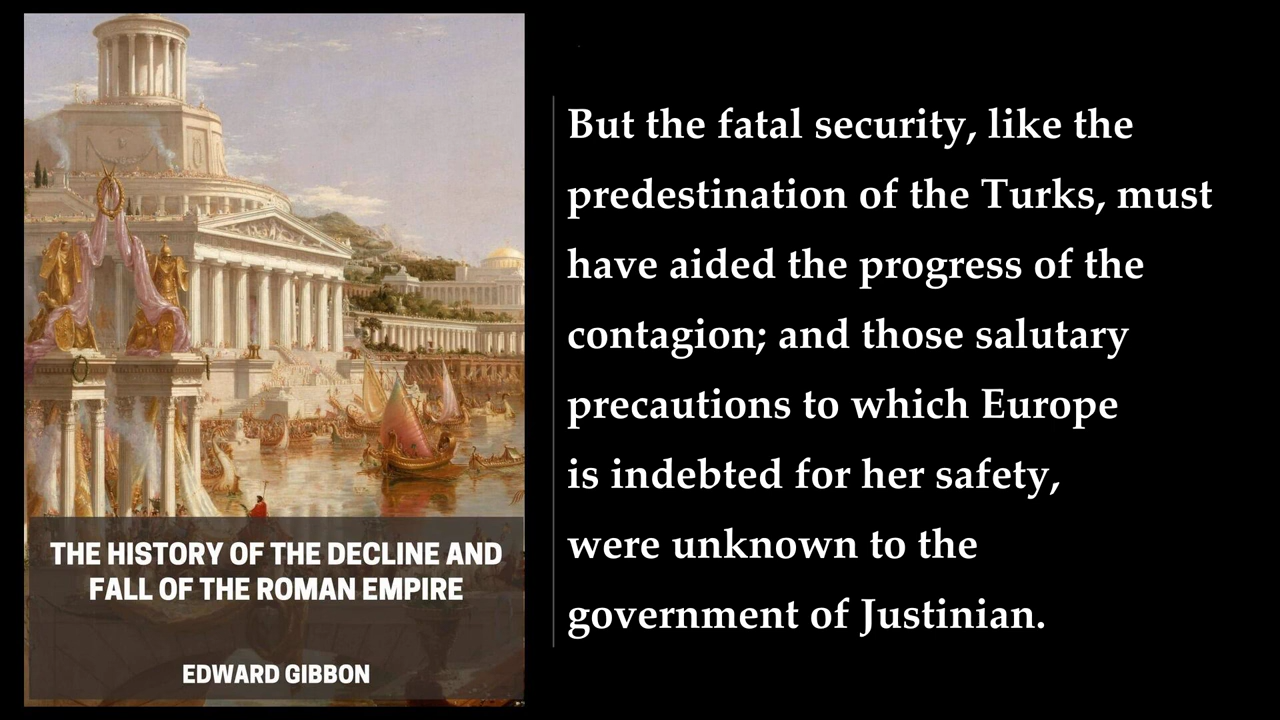 THE HISTORY OF THE DECLINE AND
FALL OF THE ROMAN EMPIRE
EDWARD GIBBON
But the fatal security, like the
predestination of the Turks, must
have aided the progress of the
contagion; and those salutary
precautions to which Europe
is indebted for her safety,
were unknown to the
government of Justinian.